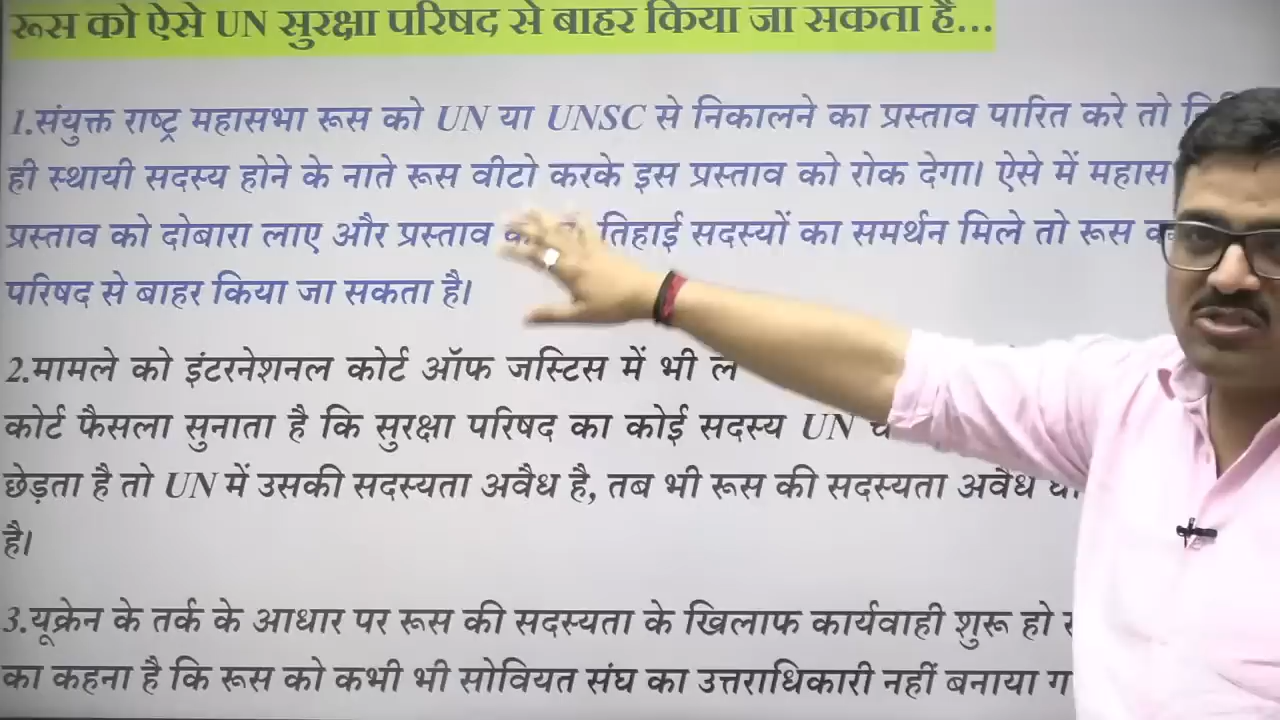 रूस को ऐसे UN सुरक्षा परिषद से बाहर किया जा सकता है...
1.संयुक्त राष्ट्र महासभा रूस को UN या UNSC से निकालने का प्रस्ताव पारित करे तो
ही स्थायी सदस्य होने के नाते रूस वीटो करके इस प्रस्ताव को रोक देगा। ऐसे में
प्रस्ताव को दोबारा लाए और प्रस्ताव तिहाई सदस्यों का समर्थन मिले तो रूस
परिषद से बाहर किया जा सकता है।
2.मामले को इंटरनेशनल कोर्ट ऑफ जस्टिस में भी
कोर्ट फैसला सुनाता है कि सुरक्षा परिषद का कोई सदस्य UN
छेड़ता है तो UN में उसकी सदस्यता अवैध है, तब भी रूस की सदस्यता अवैध
है।
3.यूक्रेन के तर्क के आधार पर रूस की सदस्यता के खिलाफ कार्यवाही शुरू हो
का कहना है कि रूस को कभी भी सोवियत संघ का उत्तराधिकारी नहीं बनाया